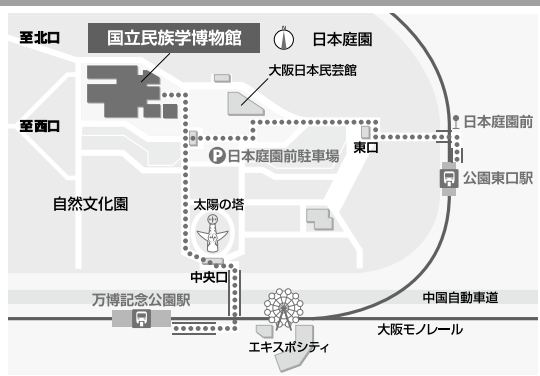 至北口
国立民族学博物館
N
日本庭園
大阪日本民芸館
至西口
日本庭園前
P日本庭園前駐車場
東口
公園東口駅
自然文化園
太陽の塔
中央口
万博記念公園駅
中国自動車道
大阪モノレール
エキスポシティ